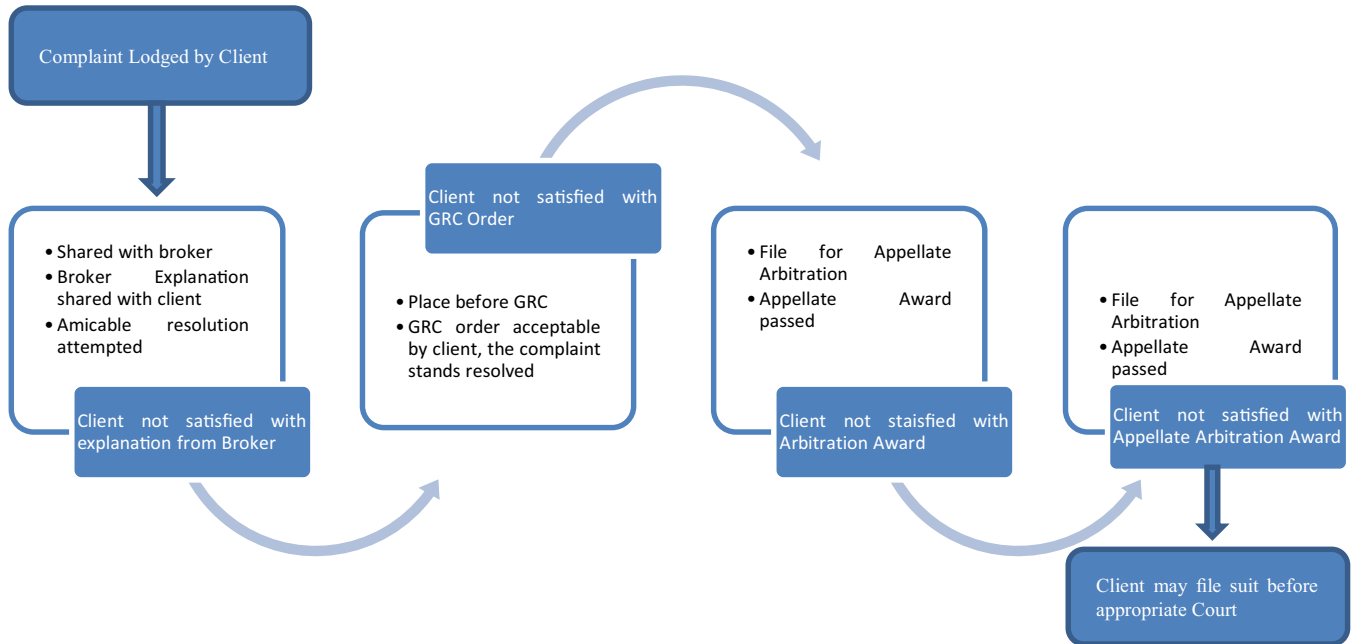 Complaint Lodged by Client
• Shared with broker
• Broker Explanation
shared with client
• Amicable resolution
attempted
Client not satisfied with
explanation from Broker
Client not satisfied with
GRC Order
• Place before GRC
• GRC order acceptable
by client, the complaint
stands resolved
• File for Appellate
Arbitration
• Appellate Award
passed
Client not staisfied with
Arbitration Award
• File for Appellate
Arbitration
• Appellate Award
passed
Client not satisfied with
Appellate Arbitration Award
Client may file suit before
appropriate Court